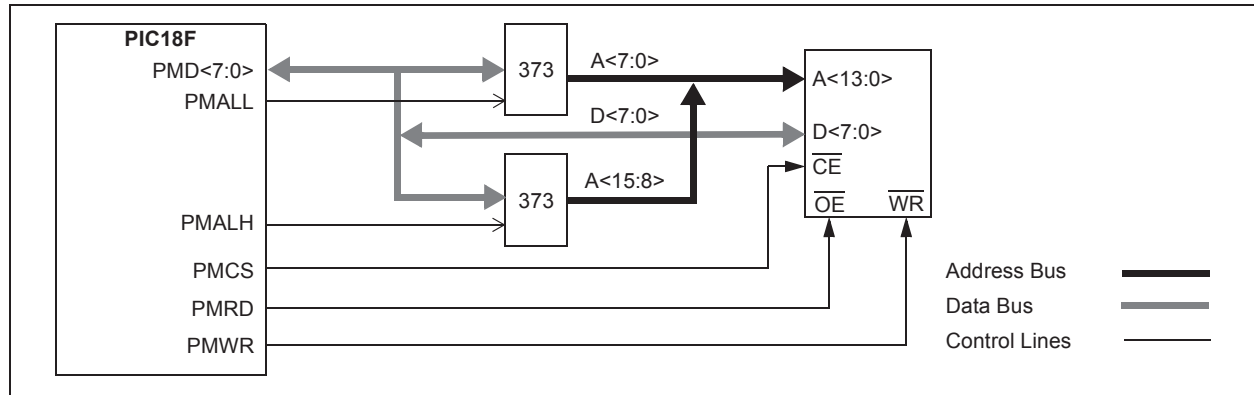 PIC18F
PMD<7:0>
PMALL
373
A<7:0>
A<13:0>
D<7:0>
D<7:0>
CE
373
A<15:8>
OE
WR
PMALH
PMCS
PMRD
PMWR
Address Bus
Data Bus
Control Lines